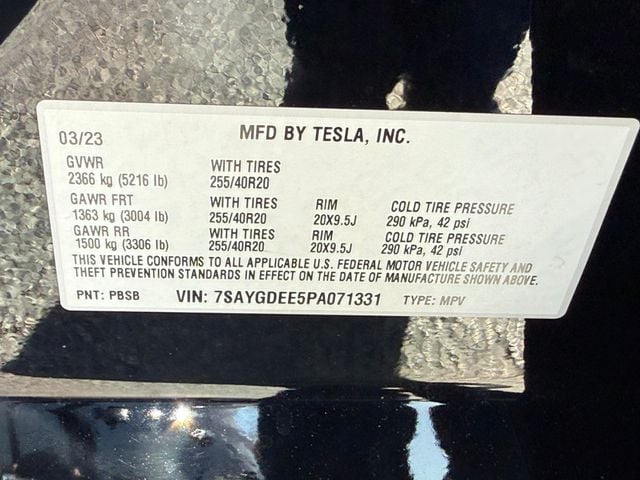 03/23 MFD BY TESLA, INC.
GVWR WITH TIRES
2366 kg (5216 lb) 255/40R20
GAWR FRT WITH TIRES RIM COLD TIRE PRESSURE
1363 kg (3004 lb) 255/40R20 20X9.5J 290 kPa, 42 psi
GAWR RR WITH TIRES RIM COLD TIRE PRESSURE
1500 kg (3306 lb) 255/40R20 20X9.5J 290 kPa, 42 psi
THIS VEHICLE CONFORMS TO ALL APPLICABLE U.S. FEDERAL MOTOR VEHICLE SAFETY AND
THEFT PREVENTION STANDARDS IN EFFECT ON THE DATE OF MANUFACTURE SHOWN ABOVE.
PNT: PBSB VIN: 7SAYGDEE5PA071331 TYPE: MPV